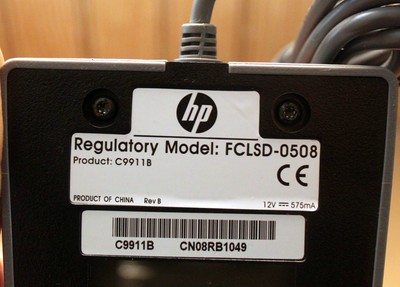 hp
Regulatory Model: FCLSD-0508
Product: C9911B
CE
PRODUCT OF CHINA Rev B
12V ⎓ 575mA
C9911B CN08RB1049